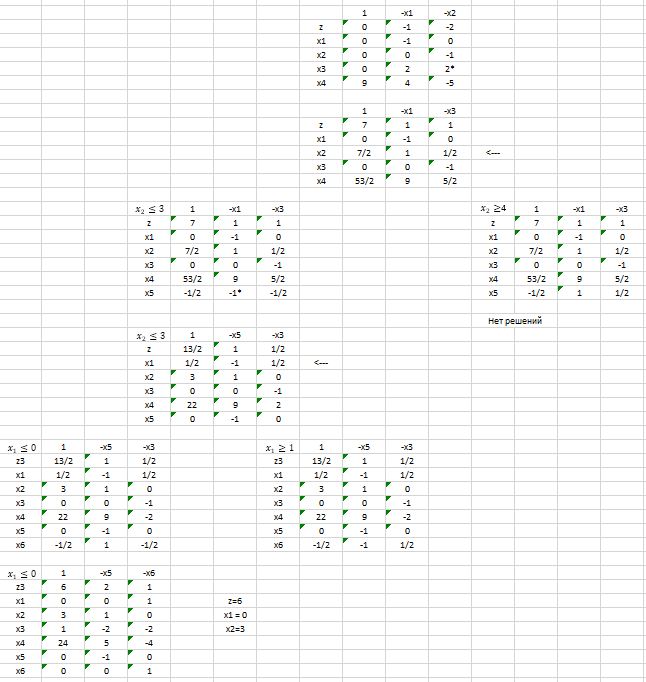 1 -x1 -x2
z 0 -1 -2
x1 0 -1 0
x2 0 0 -1
x3 0 2 2*
x4 9 4 -5
1 -x1 -x3
z 7 1 1
x1 0 -1 0
x2 7/2 1 1/2 <---
x3 0 0 -1
x4 53/2 9 5/2
x₂ ≤ 3 1 -x1 -x3
z 7 1 1
x1 0 -1 0
x2 7/2 1 1/2
x3 0 0 -1
x4 53/2 9 5/2
x5 -1/2 -1* -1/2
x₂ ≥4 1 -x1 -x3
z 7 1 1
x1 0 -1 0
x2 7/2 1 1/2
x3 0 0 -1
x4 53/2 9 5/2
x5 -1/2 1 1/2
Нет решений
x₂ ≤ 3 1 -x5 -x3
z 13/2 1 1/2
x1 1/2 -1 1/2 <---
x2 3 1 0
x3 0 0 -1
x4 22 9 2
x5 0 -1 0
x₁ ≤ 0 1 -x5 -x3
z3 13/2 1 1/2
x1 1/2 -1 1/2
x2 3 1 0
x3 0 0 -1
x4 22 9 -2
x5 0 -1 0
x6 -1/2 1 -1/2
x₁ ≥ 1 1 -x5 -x3
z3 13/2 1 1/2
x1 1/2 -1 1/2
x2 3 1 0
x3 0 0 -1
x4 22 9 -2
x5 0 -1 0
x6 -1/2 -1 1/2
x₁ ≤ 0 1 -x5 -x6
z3 6 2 1
x1 0 0 1
x2 3 1 0
x3 1 -2 -2
x4 24 5 -4
x5 0 -1 0
x6 0 0 1
z=6
x1 = 0
x2=3